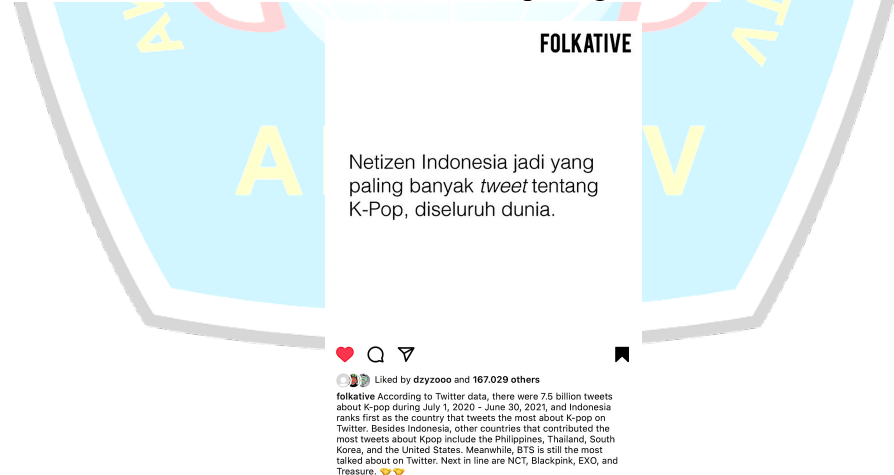 FOLKATIVE
Netizen Indonesia jadi yang
paling banyak tweet tentang
K-Pop, diseluruh dunia.
Liked by dzyzooo and 167.029 others
folkative According to Twitter data, there were 7.5 billion tweets
about K-pop during July 1, 2020 - June 30, 2021, and Indonesia
ranks first as the country that tweets the most about K-pop on
Twitter. Besides Indonesia, other countries that contributed the
most tweets about Kpop include the Philippines, Thailand, South
Korea, and the United States. Meanwhile, BTS is still the most
talked about on Twitter. Next in line are NCT, Blackpink, EXO, and
Treasure. 🤝🤝